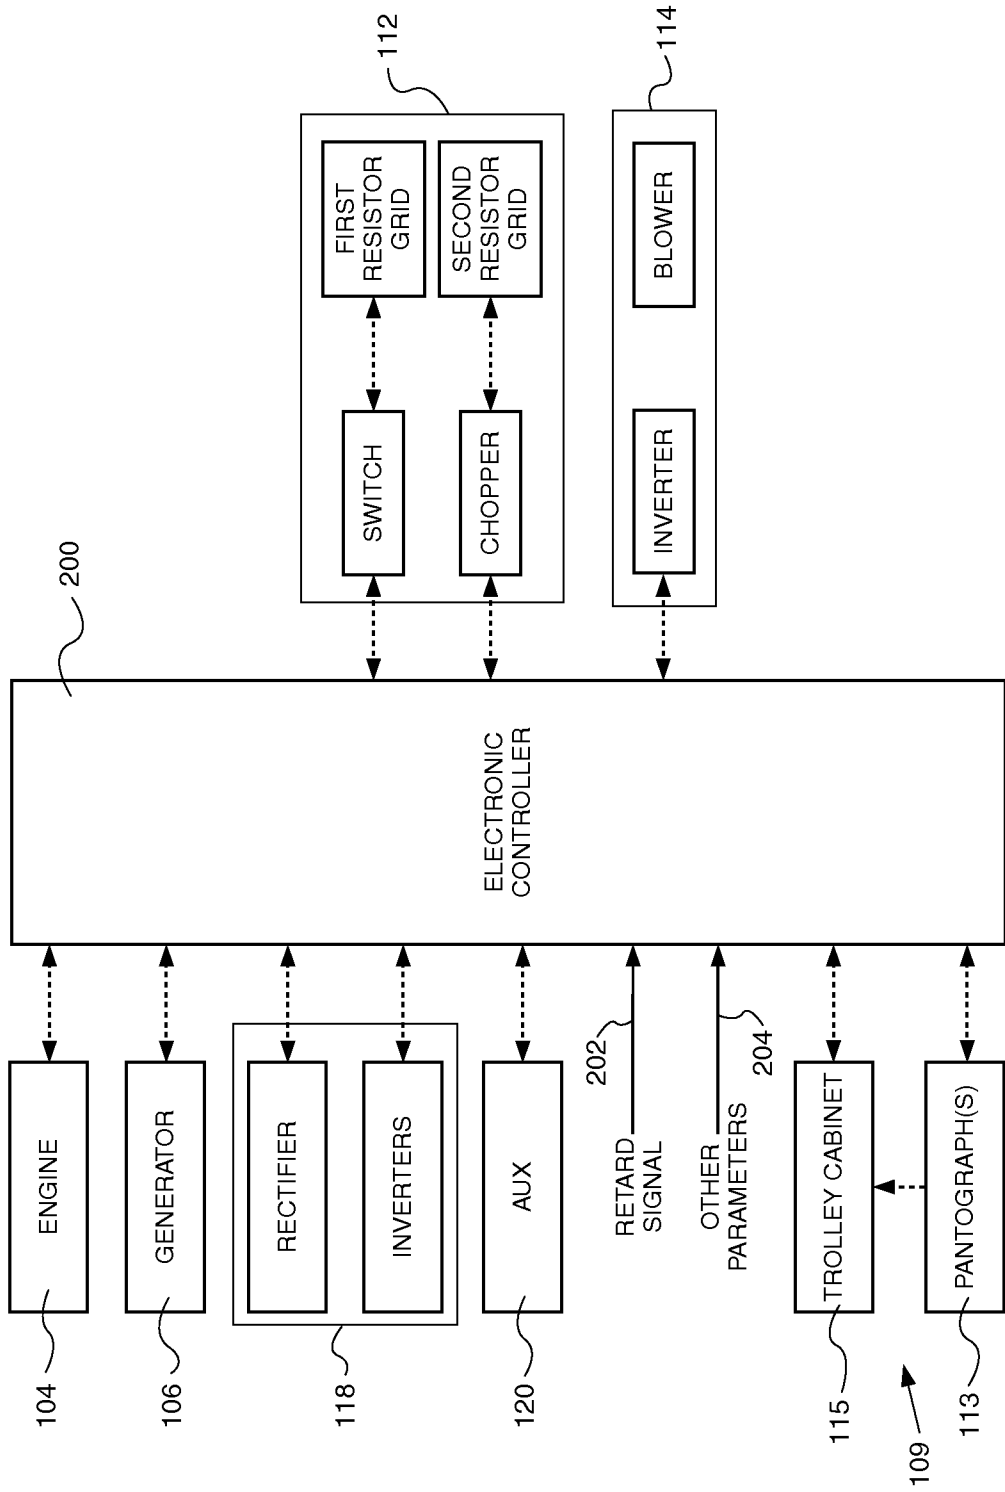 104
ENGINE
106
GENERATOR
118
RECTIFIER
INVERTERS
120
AUX
RETARD
SIGNAL
202
OTHER
PARAMETERS
204
115
TROLLEY CABINET
109
113
PANTOGRAPH(S)
200
ELECTRONIC
CONTROLLER
112
SWITCH
FIRST
RESISTOR
GRID
CHOPPER
SECOND
RESISTOR
GRID
114
INVERTER
BLOWER